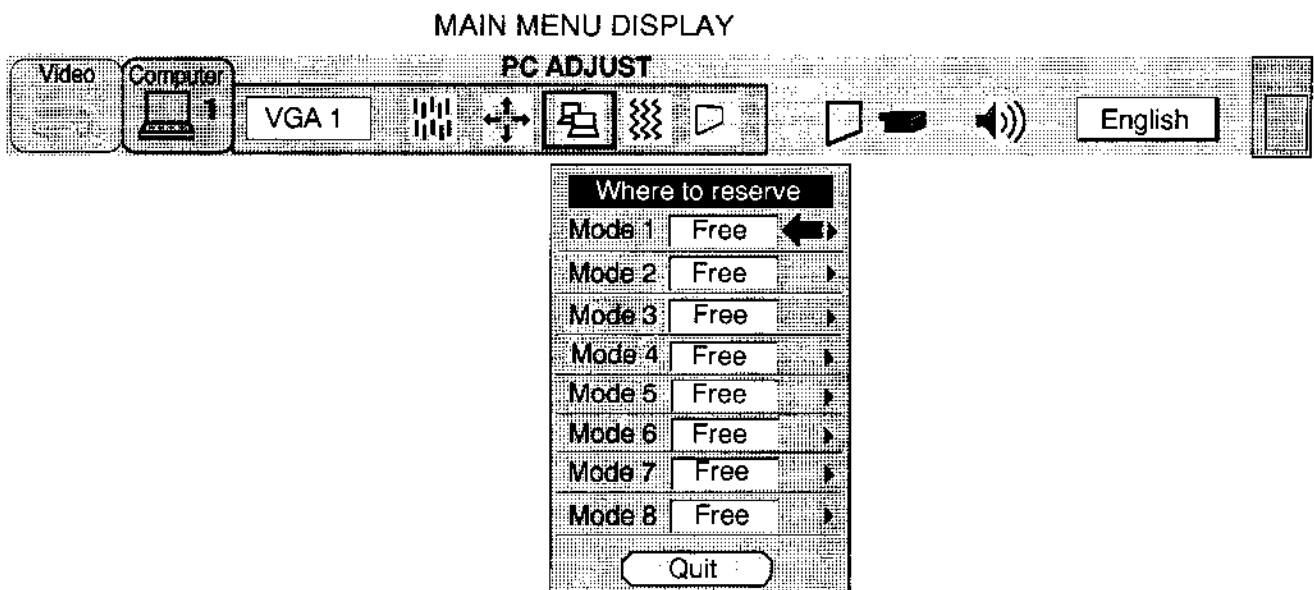 MAIN MENU DISPLAY
PC ADJUST
Video
Computer
1
VGA 1
English
Where to reserve
Mode 1 Free
Mode 2 Free
Mode 3 Free
Mode 4 Free
Mode 5 Free
Mode 6 Free
Mode 7 Free
Mode 8 Free
Quit